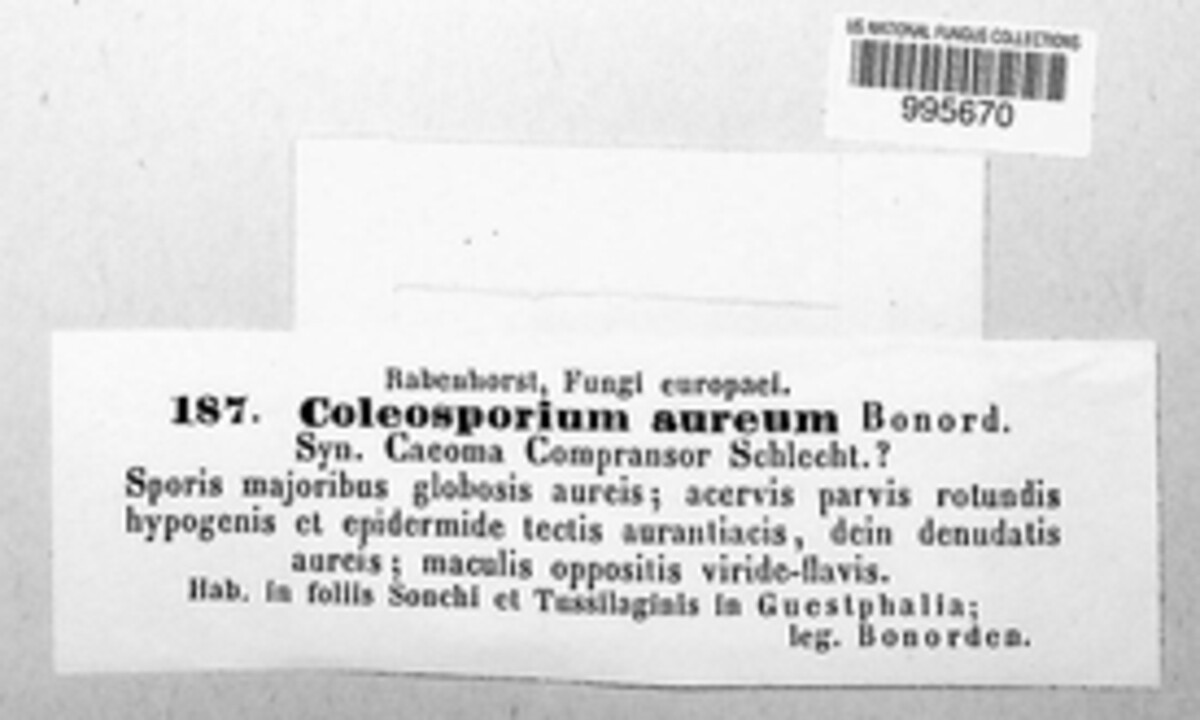 US NATIONAL FUNGUS COLLECTIONS
995670
Rabenhorst, Fungi europaei.
187. Coleosporium aureum Bonord.
Syn. Caeoma Compransor Schlecht.?
Sporis majoribus globosis aureis; acervis parvis rotundis
hypogenis et epidermide tectis aurantiacis, dein denudatis
aureis; maculis oppositis viride-flavis.
Hab. in foliis Sonchi et Tussilaginis in Guestphalia;
leg. Bonorden.